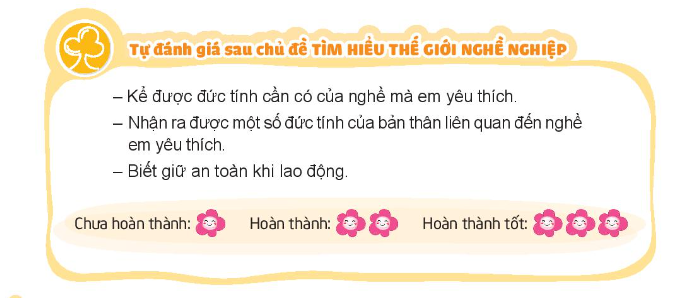 Tự đánh giá sau chủ đề TÌM HIỂU THẾ GIỚI NGHỀ NGHIỆP
– Kể được đức tính cần có của nghề mà em yêu thích.
– Nhận ra được một số đức tính của bản thân liên quan đến nghề
em yêu thích.
– Biết giữ an toàn khi lao động.
Chưa hoàn thành: Hoàn thành: Hoàn thành tốt: